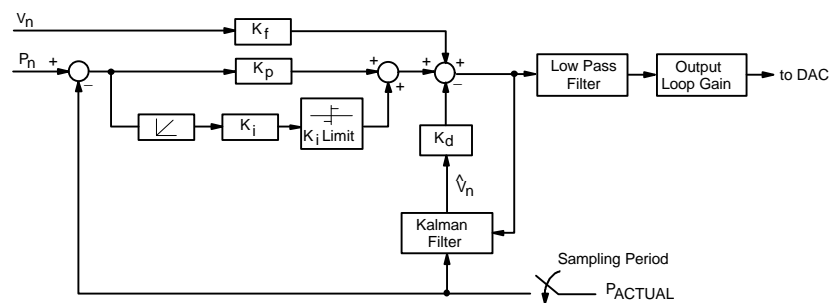 Vn
Kf
Pn
+
−
Kp
+
+
+
+
−
+
Low Pass
Filter
Output
Loop Gain
to DAC
Ki
Ki Limit
Kd
V̂n
Kalman
Filter
Sampling Period
PACTUAL